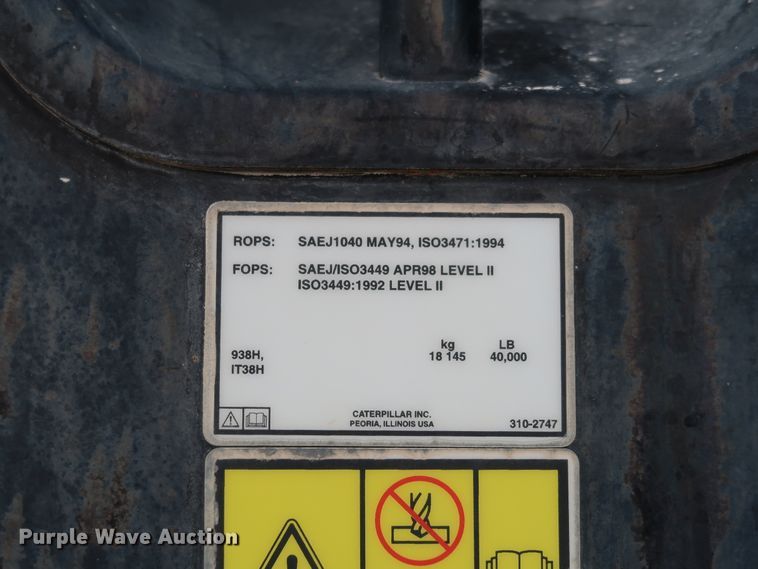 ROPS: SAEJ1040 MAY94, ISO3471:1994
FOPS: SAEJ/ISO3449 APR98 LEVEL II
ISO3449:1992 LEVEL II
kg LB
938H, 18 145 40,000
IT38H
CATERPILLAR INC.
PEORIA, ILLINOIS USA 310-2747
Purple Wave Auction